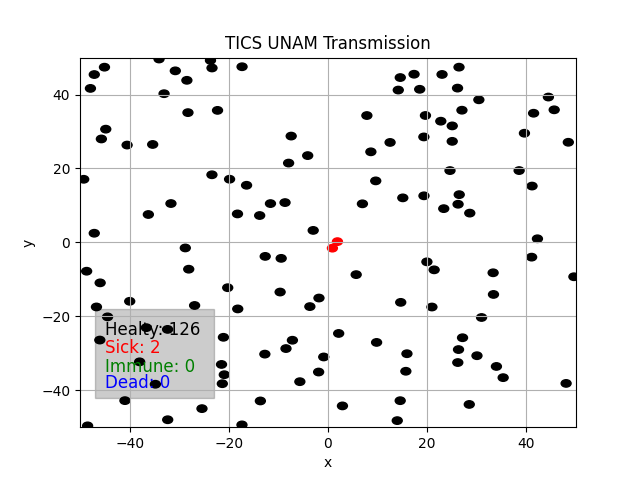 TICS UNAM Transmission
y
40
20
0
−20
−40
Healty: 126
Sick: 2
Immune: 0
Dead: 0
−40 −20 0 20 40
x